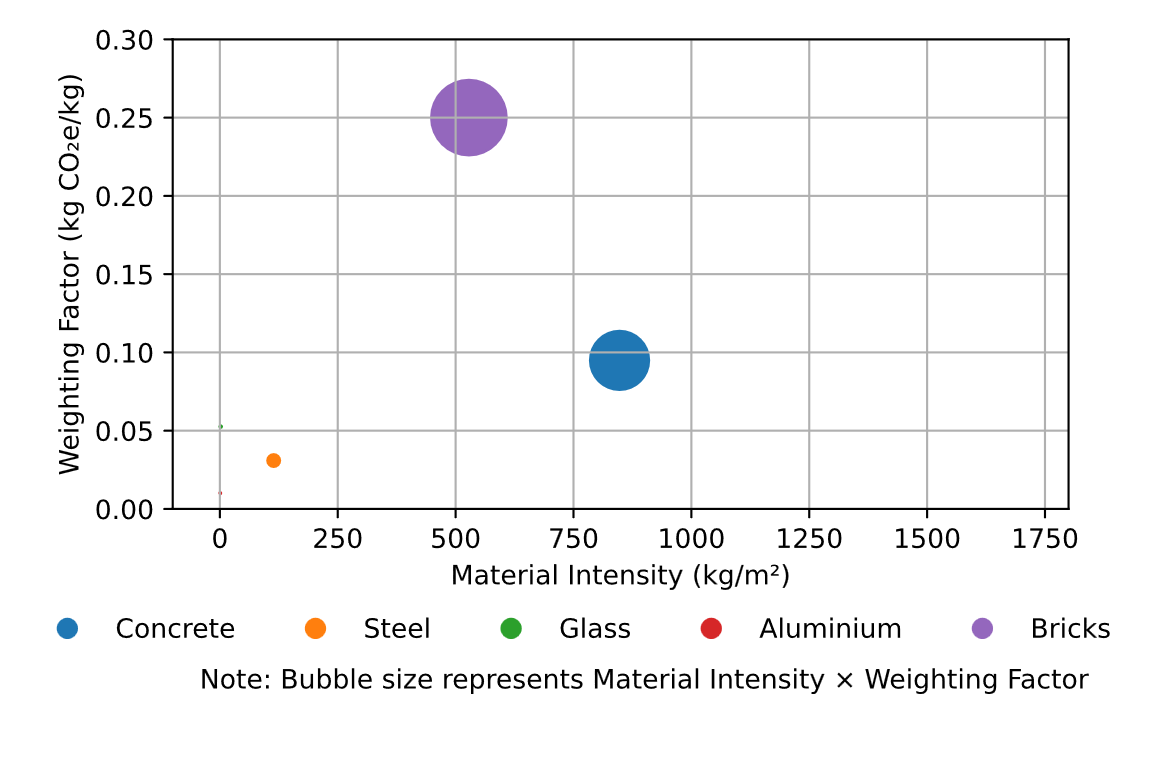 0.30
0.25
0.20
0.15
0.10
0.05
0.00
Weighting Factor (kg CO₂e/kg)
0 250 500 750 1000 1250 1500 1750
Material Intensity (kg/m²)
Concrete Steel Glass Aluminium Bricks
Note: Bubble size represents Material Intensity × Weighting Factor